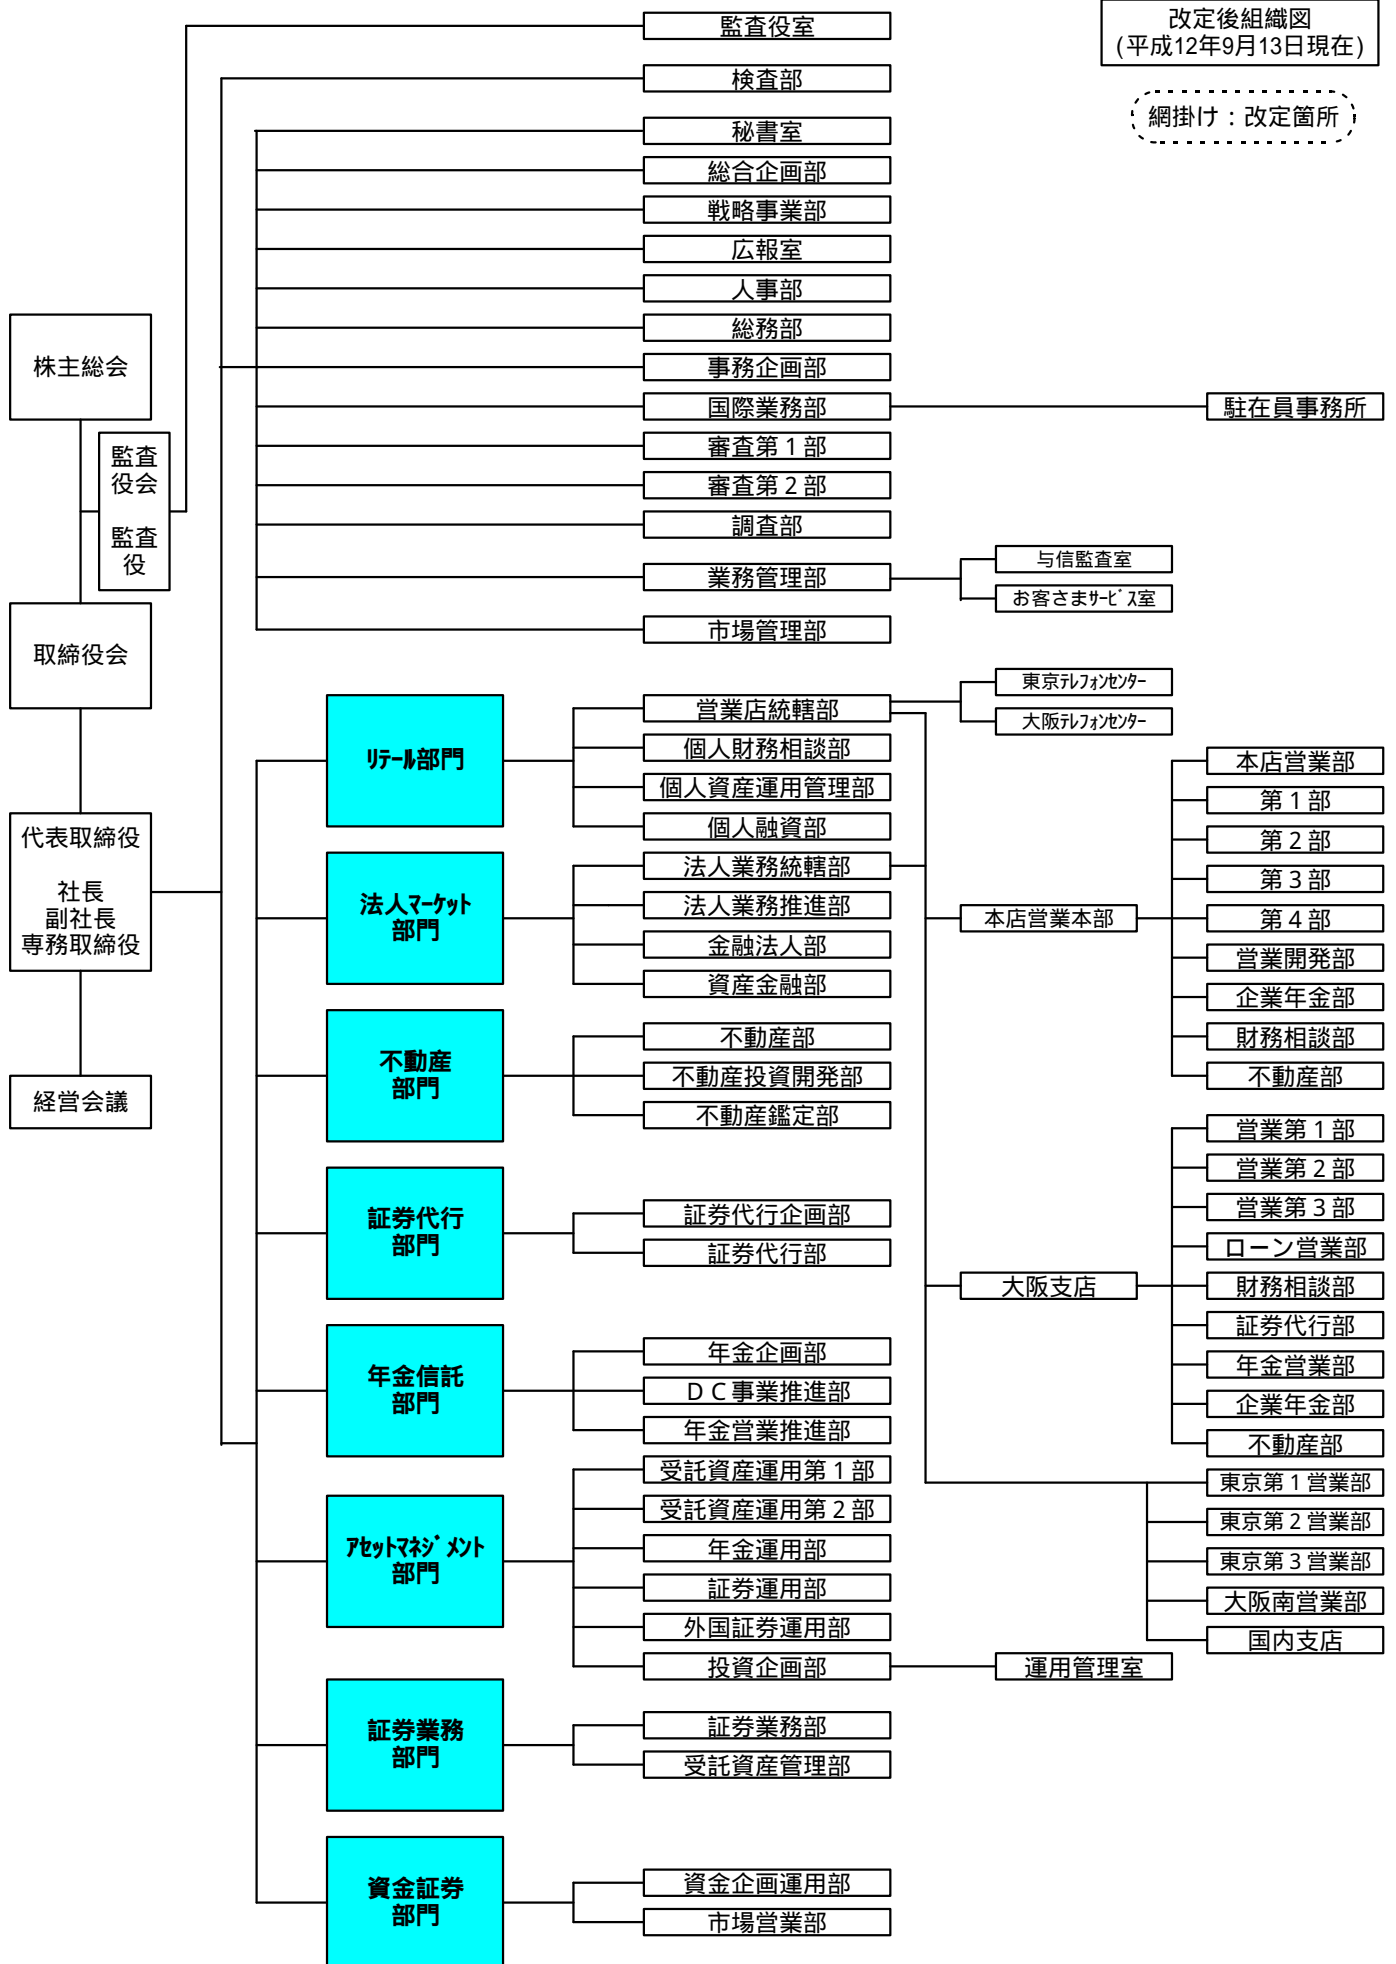 改定後組織図
(平成12年9月13日現在)
網掛け：改定箇所
監査役室
検査部
秘書室
総合企画部
戦略事業部
広報室
人事部
総務部
事務企画部
国際業務部
駐在員事務所
審査第１部
審査第２部
調査部
業務管理部
与信監査室
お客さまｻｰﾋﾞｽ室
市場管理部
株主総会
監査
役会
監査
役
取締役会
代表取締役
社長
副社長
専務取締役
経営会議
ﾘﾃｰﾙ部門
営業店統轄部
個人財務相談部
個人資産運用管理部
個人融資部
東京ﾃﾚﾌｫﾝｾﾝﾀｰ
大阪ﾃﾚﾌｫﾝｾﾝﾀｰ
法人ﾏｰｹｯﾄ
部門
法人業務統轄部
法人業務推進部
金融法人部
資産金融部
不動産
部門
不動産部
不動産投資開発部
不動産鑑定部
証券代行
部門
証券代行企画部
証券代行部
年金信託
部門
年金企画部
ＤＣ事業推進部
年金営業推進部
ｱｾｯﾄﾏﾈｼﾞﾒﾝﾄ
部門
受託資産運用第１部
受託資産運用第２部
年金運用部
証券運用部
外国証券運用部
投資企画部
運用管理室
証券業務
部門
証券業務部
受託資産管理部
資金証券
部門
資金企画運用部
市場営業部
本店営業本部
本店営業部
第１部
第２部
第３部
第４部
営業開発部
企業年金部
財務相談部
不動産部
大阪支店
営業第１部
営業第２部
営業第３部
ローン営業部
財務相談部
証券代行部
年金営業部
企業年金部
不動産部
東京第１営業部
東京第２営業部
東京第３営業部
大阪南営業部
国内支店